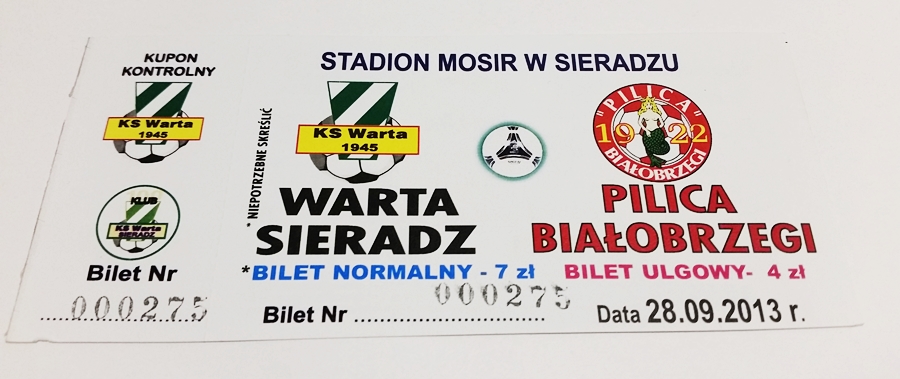 KUPON
KONTROLNY
KS Warta
1945
KLUB
KS Warta
SIERADZ
Bilet Nr
000275
* NIEPOTRZEBNE SKREŚLIĆ
STADION MOSIR W SIERADZU
KS Warta
1945
WARTA
SIERADZ
"PILICA"
1922
BIAŁOBRZEGI
PILICA
BIAŁOBRZEGI
*BILET NORMALNY - 7 zł
BILET ULGOWY- 4 zł
Bilet Nr ............................. 000275
Data 28.09.2013 r.